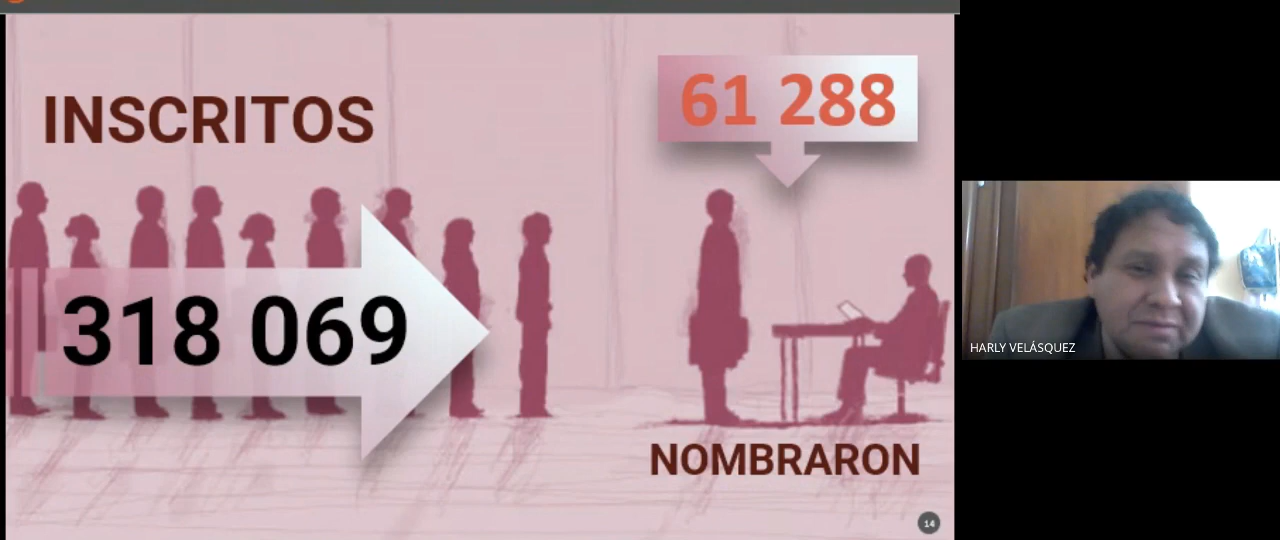 INSCRITOS
318 069
61 288
NOMBRARON
14
HARLY VELÁSQUEZ